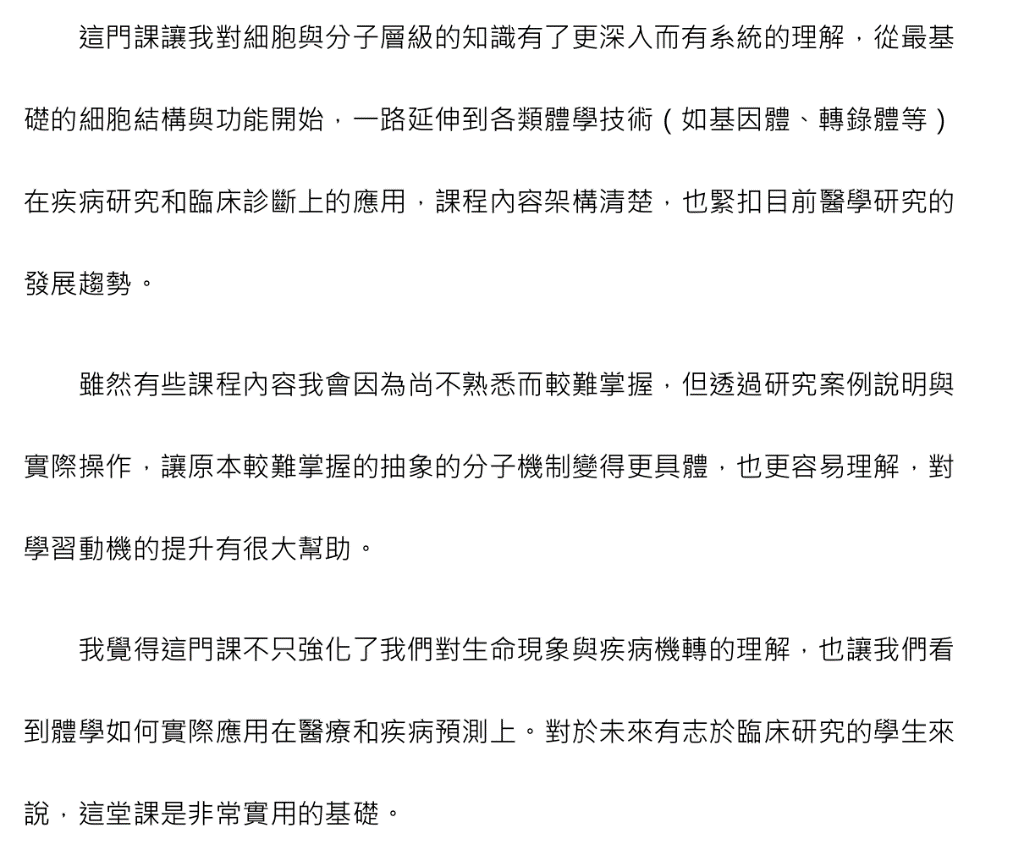 這門課讓我對細胞與分子層級的知識有了更深入而有系統的理解，從最基
礎的細胞結構與功能開始，一路延伸到各類體學技術（如基因體、轉錄體等）
在疾病研究和臨床診斷上的應用，課程內容架構清楚，也緊扣目前醫學研究的
發展趨勢。
雖然有些課程內容我會因為尚不熟悉而較難掌握，但透過研究案例說明與
實際操作，讓原本較難掌握的抽象的分子機制變得更具體，也更容易理解，對
學習動機的提升有很大幫助。
我覺得這門課不只強化了我們對生命現象與疾病機轉的理解，也讓我們看
到體學如何實際應用在醫療和疾病預測上。對於未來有志於臨床研究的學生來
說，這堂課是非常實用的基礎。